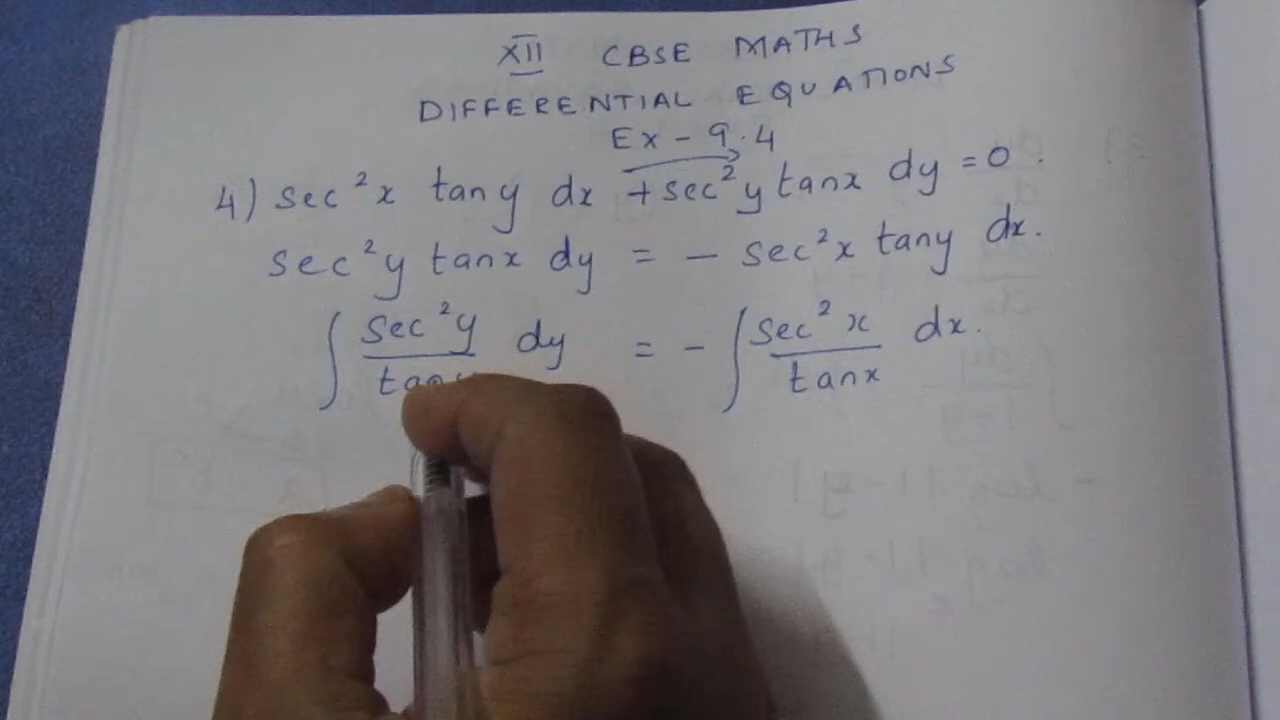 XII CBSE MATHS
DIFFERENTIAL EQUATIONS
Ex - 9.4
4) sec²x tan y dx + sec²y tanx dy = 0.
sec²y tanx dy = - sec²x tany dx.
∫ sec²y / tany dy = - ∫ sec²x / tanx dx.